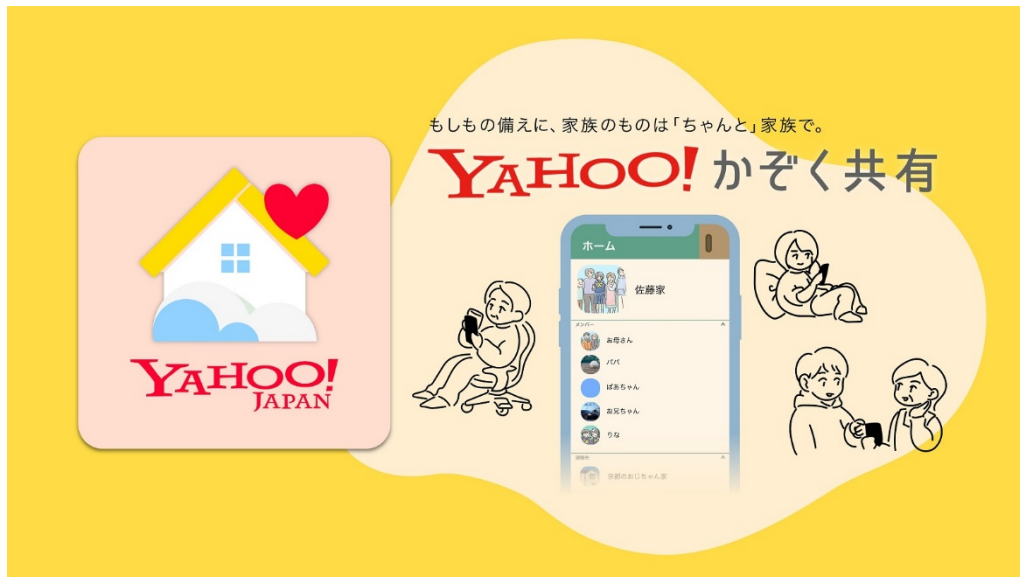 もしもの備えに、家族のものは「ちゃんと」家族で。
YAHOO! かぞく共有
YAHOO!
JAPAN
ホーム
佐藤家
メンバー
お母さん
パパ
ばあちゃん
お兄ちゃん
りな
京都のおじちゃん家